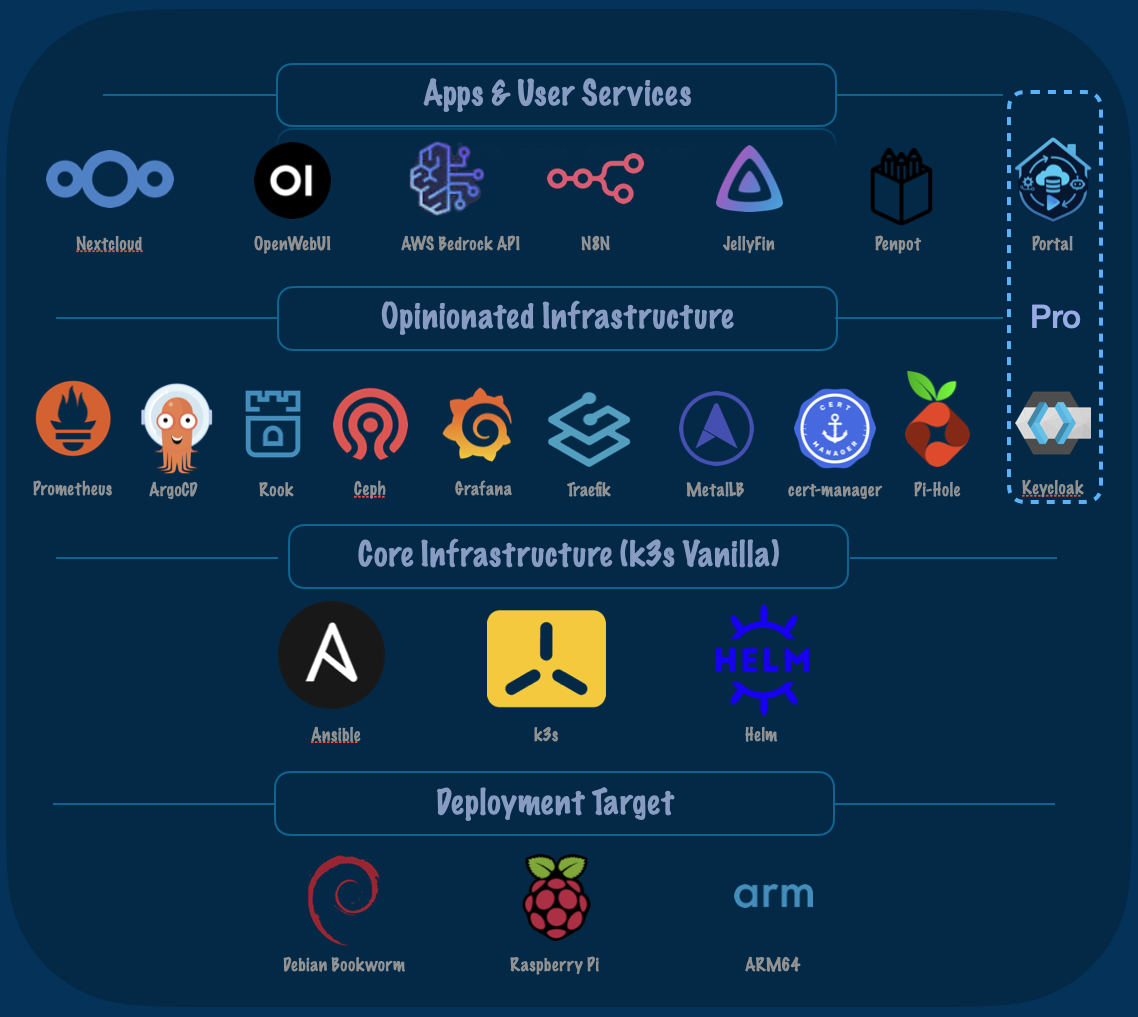 Apps & User Services
OI
Nextcloud
OpenWebUI
AWS Bedrock API
N8N
JellyFin
Penpot
Portal
Opinionated Infrastructure
Pro
CERT
MANAGER
Prometheus
ArgoCD
Rook
Ceph
Grafana
Traefik
MetalLB
cert-manager
Pi-Hole
Keycloak
Core Infrastructure (k3s Vanilla)
HELM
Ansible
k3s
Helm
Deployment Target
arm
Debian Bookworm
Raspberry Pi
ARM64